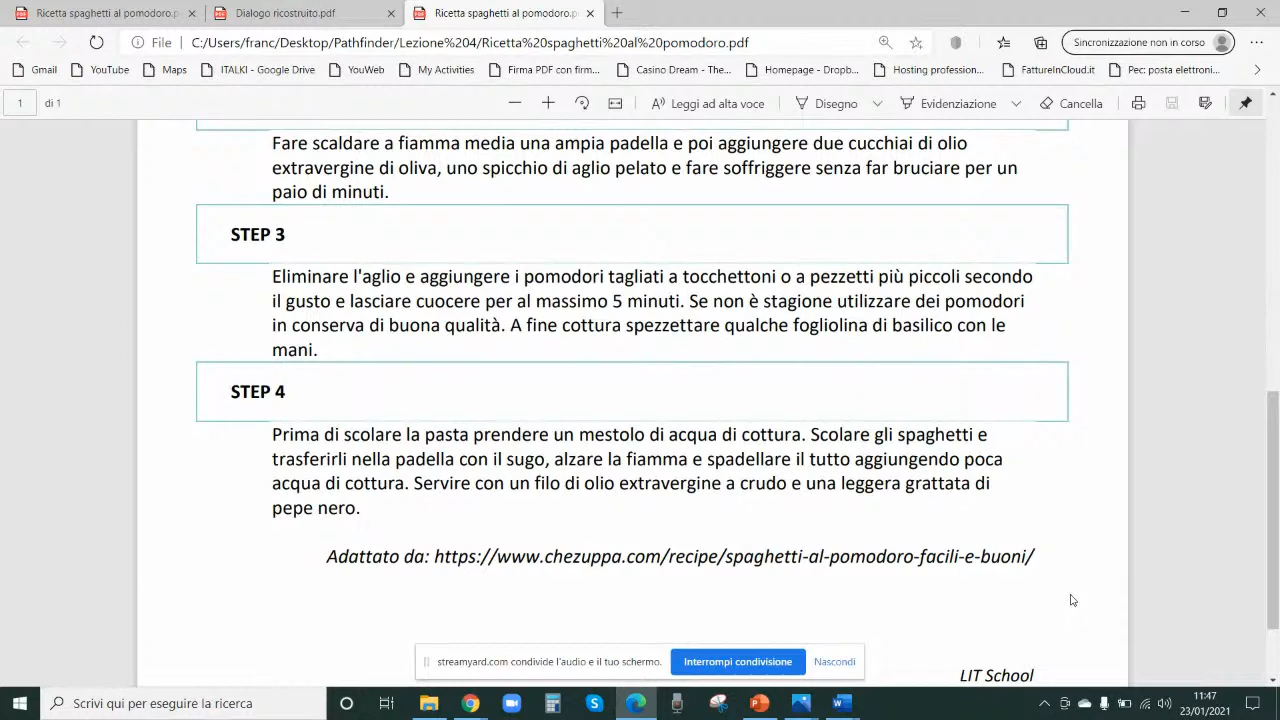 Ricetta spaghetti al pomodoro.p
Dialogo ricostruito.pdf
Ricetta spaghetti al pomodoro.p
File
C:/Users/franc/Desktop/Pathfinder/Lezione%204/Ricetta%20spaghetti%20al%20pomodoro.pdf
Sincronizzazione non in corso
Gmail
YouTube
Maps
ITALKI - Google Drive
YouWeb
My Activities
Firma PDF con firm...
Casino Dream - The...
Homepage - Dropb...
Hosting profession...
FattureInCloud.it
Pec: posta elettroni...
1 di 1
Leggi ad alta voce
Disegno
Evidenziazione
Cancella
Fare scaldare a fiamma media una ampia padella e poi aggiungere due cucchiai di olio
extravergine di oliva, uno spicchio di aglio pelato e fare soffriggere senza far bruciare per un
paio di minuti.
STEP 3
Eliminare l'aglio e aggiungere i pomodori tagliati a tocchettoni o a pezzetti più piccoli secondo
il gusto e lasciare cuocere per al massimo 5 minuti. Se non è stagione utilizzare dei pomodori
in conserva di buona qualità. A fine cottura spezzettare qualche fogliolina di basilico con le
mani.
STEP 4
Prima di scolare la pasta prendere un mestolo di acqua di cottura. Scolare gli spaghetti e
trasferirli nella padella con il sugo, alzare la fiamma e spadellare il tutto aggiungendo poca
acqua di cottura. Servire con un filo di olio extravergine a crudo e una leggera grattata di
pepe nero.
Adattato da: https://www.chezuppa.com/recipe/spaghetti-al-pomodoro-facili-e-buoni/
streamyard.com condivide l'audio e il tuo schermo.
Interrompi condivisione
Nascondi
LIT School
Scrivi qui per eseguire la ricerca
11:47
23/01/2021